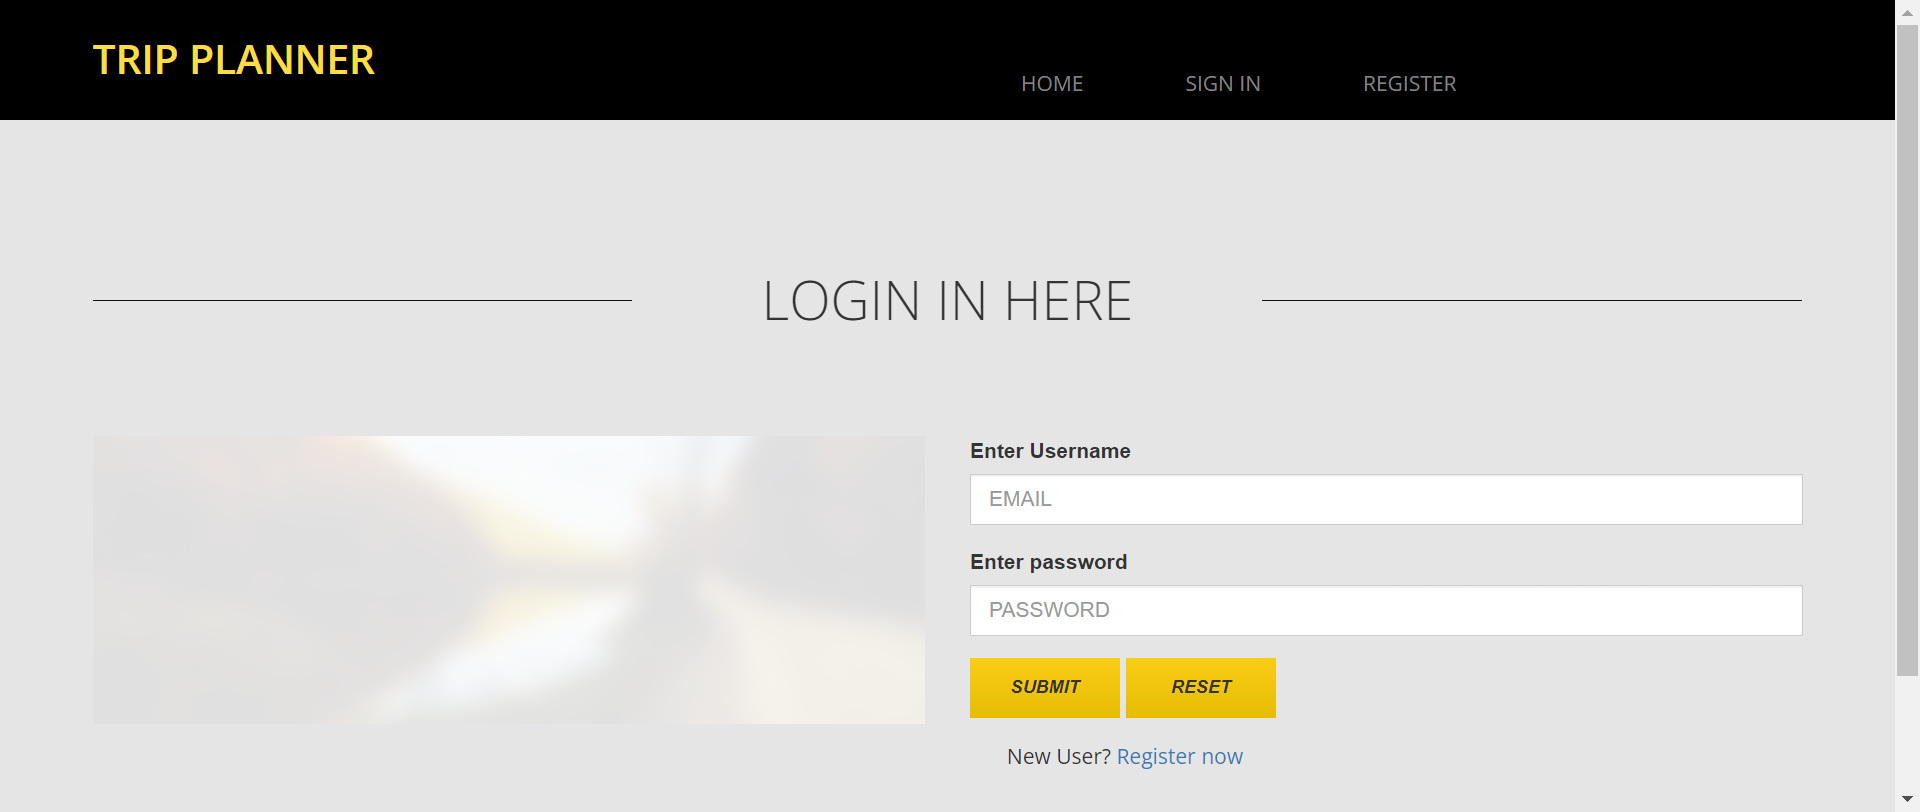 TRIP PLANNER
HOME SIGN IN REGISTER
LOGIN IN HERE
Enter Username
EMAIL
Enter password
PASSWORD
SUBMIT RESET
New User? Register now